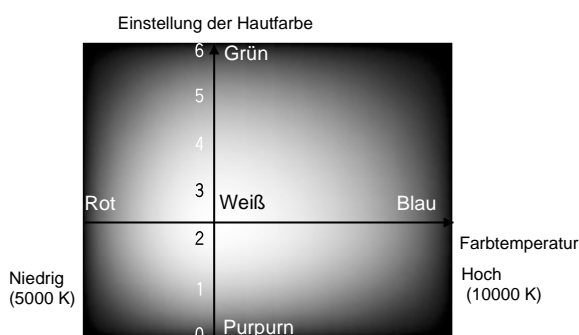 Einstellung der Hautfarbe
6 Grün
5
4
3
Rot Weiß Blau
2
Farbtemperatur
Niedrig Hoch
(5000 K) (10000 K)
1
0 Purpurn